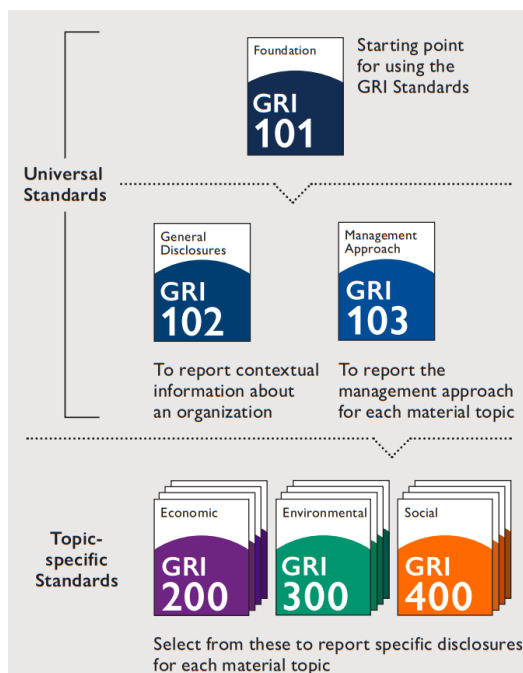 Foundation
GRI
101
Starting point
for using the
GRI Standards
Universal
Standards
General
Disclosures
GRI
102
Management
Approach
GRI
103
To report contextual
information about
an organization
To report the
management approach
for each material topic
Topic-
specific
Standards
Economic
GRI
200
Environmental
GRI
300
Social
GRI
400
Select from these to report specific disclosures
for each material topic